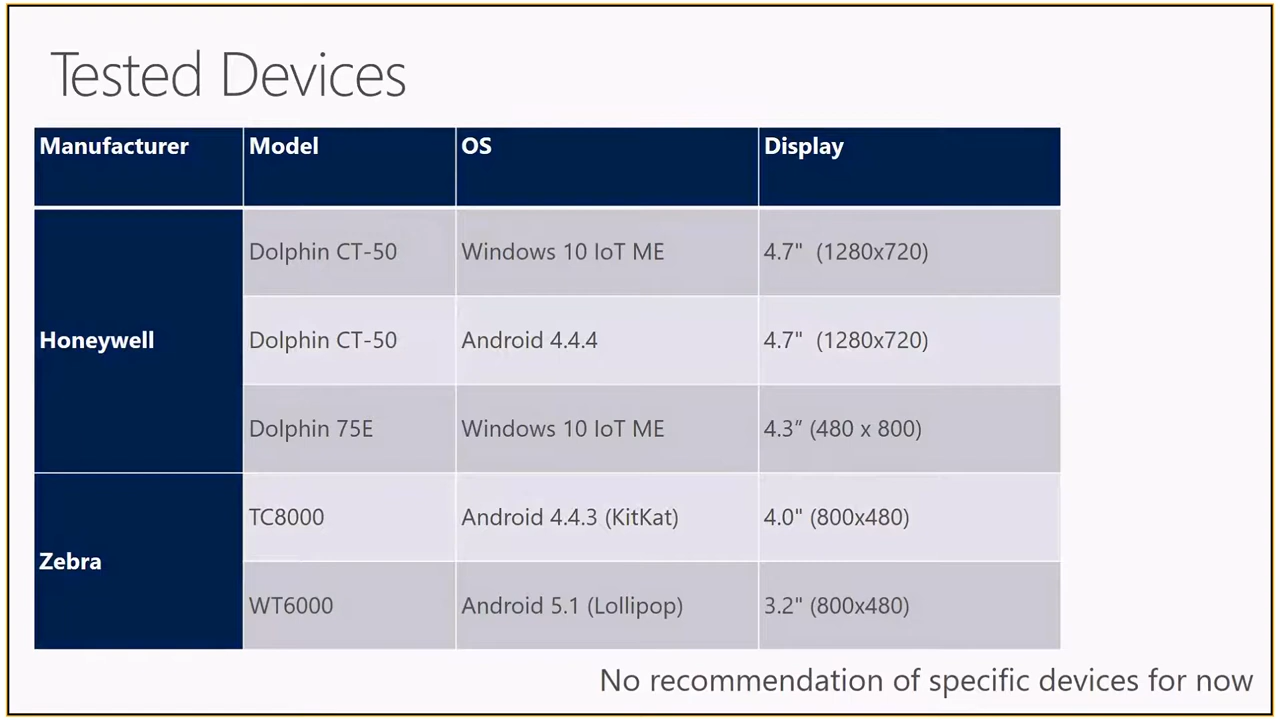 Tested Devices
Manufacturer Model OS Display
Honeywell
Dolphin CT-50 Windows 10 IoT ME 4.7"  (1280x720)
Dolphin CT-50 Android 4.4.4 4.7"  (1280x720)
Dolphin 75E Windows 10 IoT ME 4.3” (480 x 800)
Zebra
TC8000 Android 4.4.3 (KitKat) 4.0" (800x480)
WT6000 Android 5.1 (Lollipop) 3.2" (800x480)
No recommendation of specific devices for now